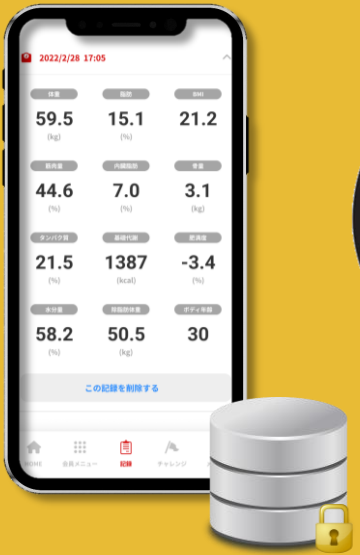 2022/2/28 17:05
体重 脂肪 BMI
59.5 15.1 21.2
(kg) (%)
筋肉量 内臓脂肪 骨量
44.6 7.0 3.1
(%) (%) (kg)
タンパク質 基礎代謝 肥満度
21.5 1387 -3.4
(%) (kcal) (%)
水分量 除脂肪体重 ボディ年齢
58.2 50.5 30
(%) (kg)
この記録を削除する
HOME 会員メニュー 記録 チャレンジ